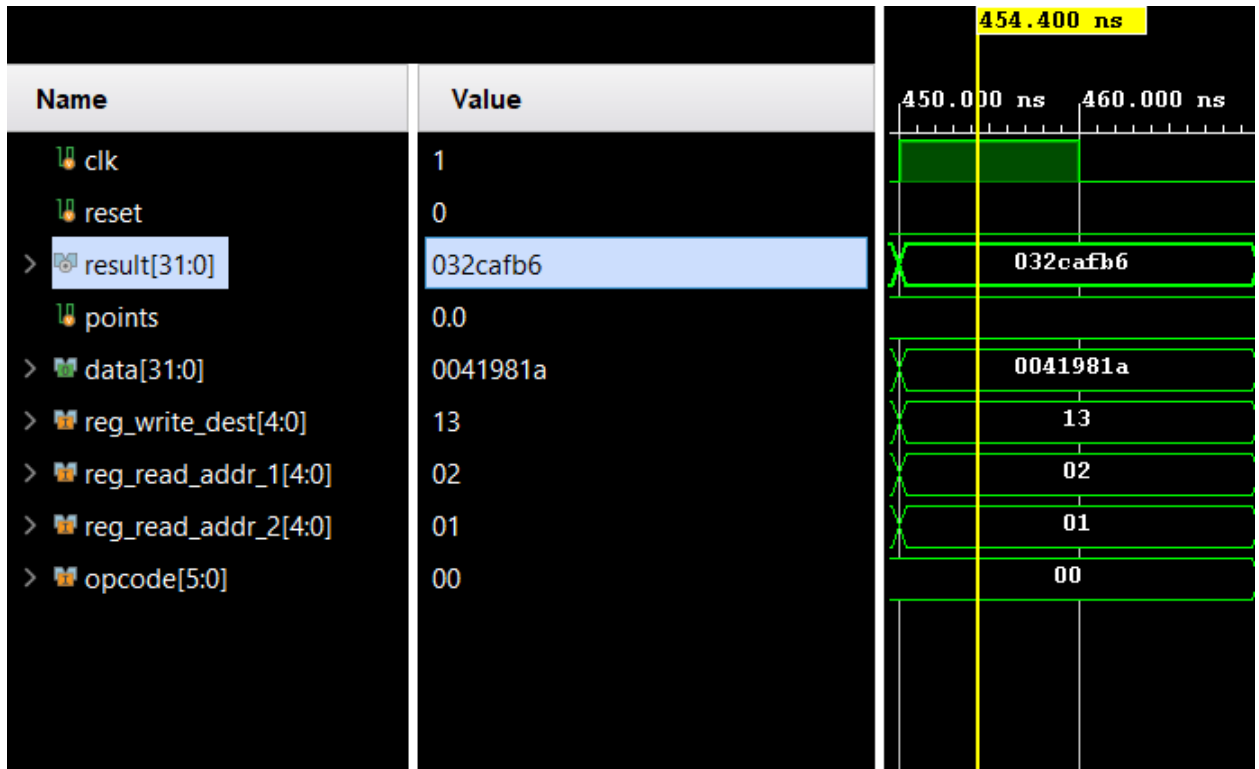 454.400 ns
Name Value 450.000 ns 460.000 ns
clk 1
reset 0
result[31:0] 032cafb6 032cafb6
points 0.0
data[31:0] 0041981a 0041981a
reg_write_dest[4:0] 13 13
reg_read_addr_1[4:0] 02 02
reg_read_addr_2[4:0] 01 01
opcode[5:0] 00 00